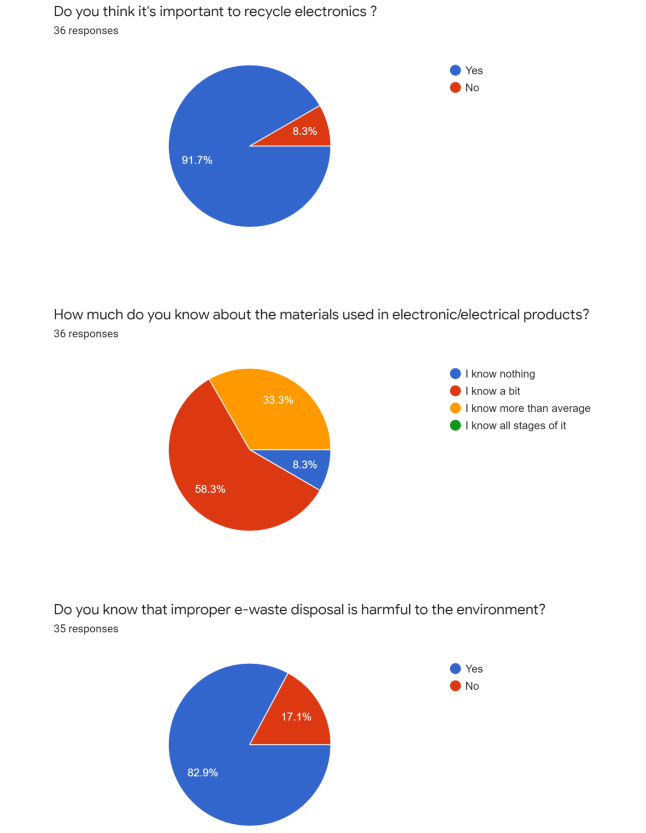 Do you think it's important to recycle electronics ?
36 responses
Yes
No
8.3%
91.7%
How much do you know about the materials used in electronic/electrical products?
36 responses
I know nothing
I know a bit
I know more than average
I know all stages of it
33.3%
8.3%
58.3%
Do you know that improper e-waste disposal is harmful to the environment?
35 responses
Yes
No
17.1%
82.9%